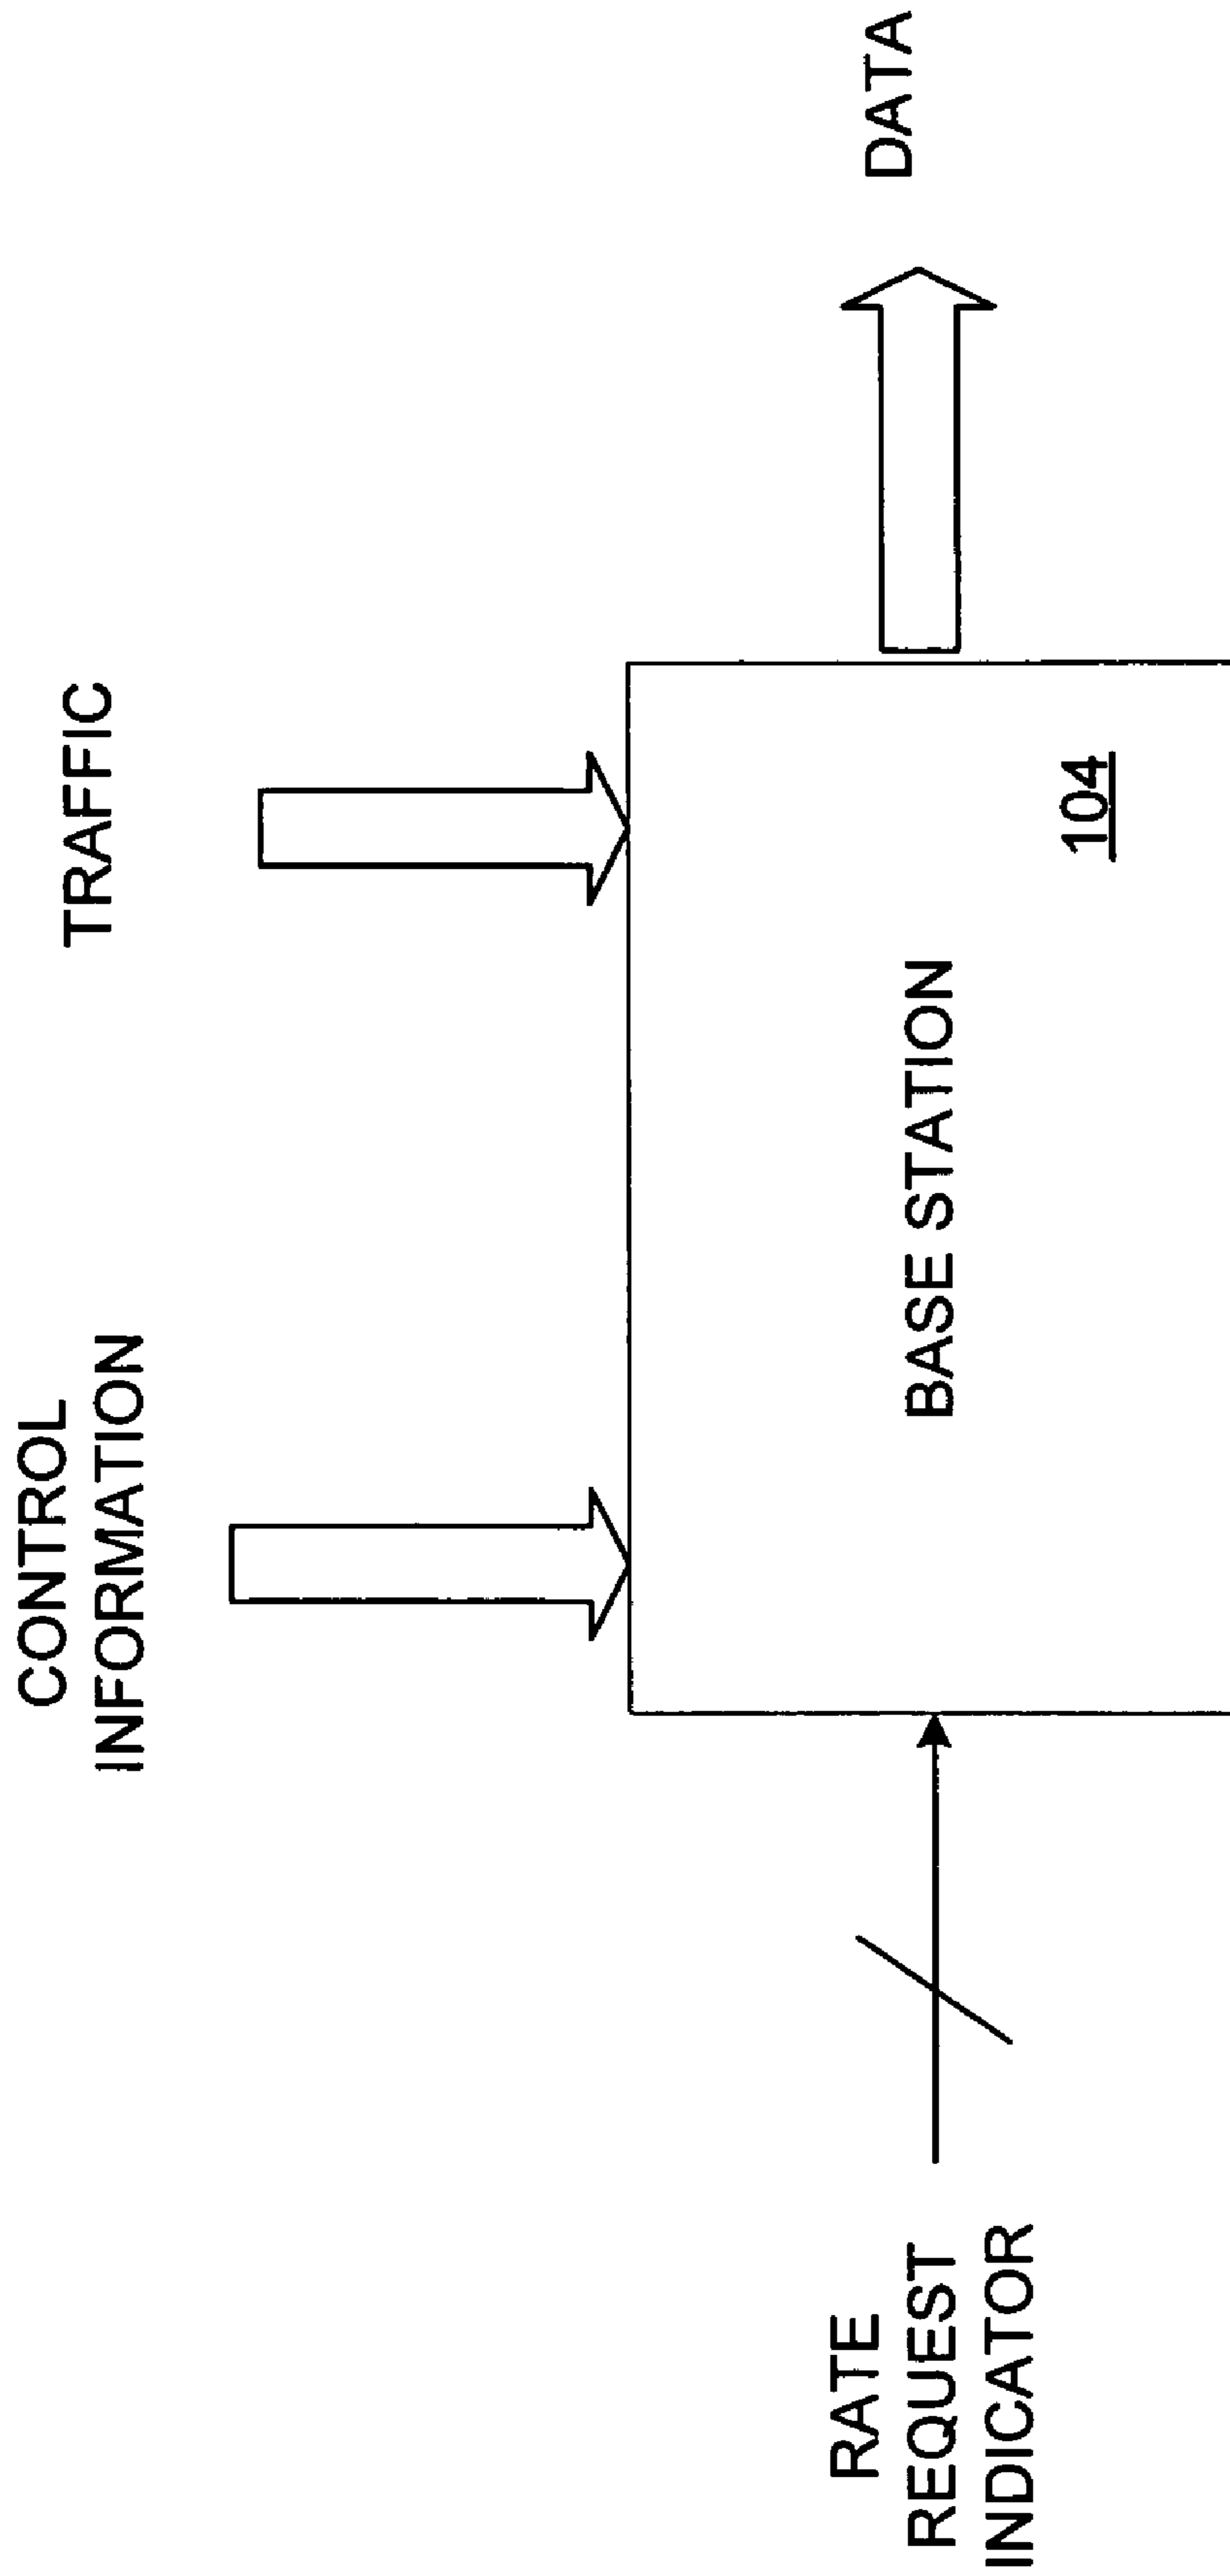 CONTROL
INFORMATION
TRAFFIC
RATE
REQUEST
INDICATOR
BASE STATION
104
DATA